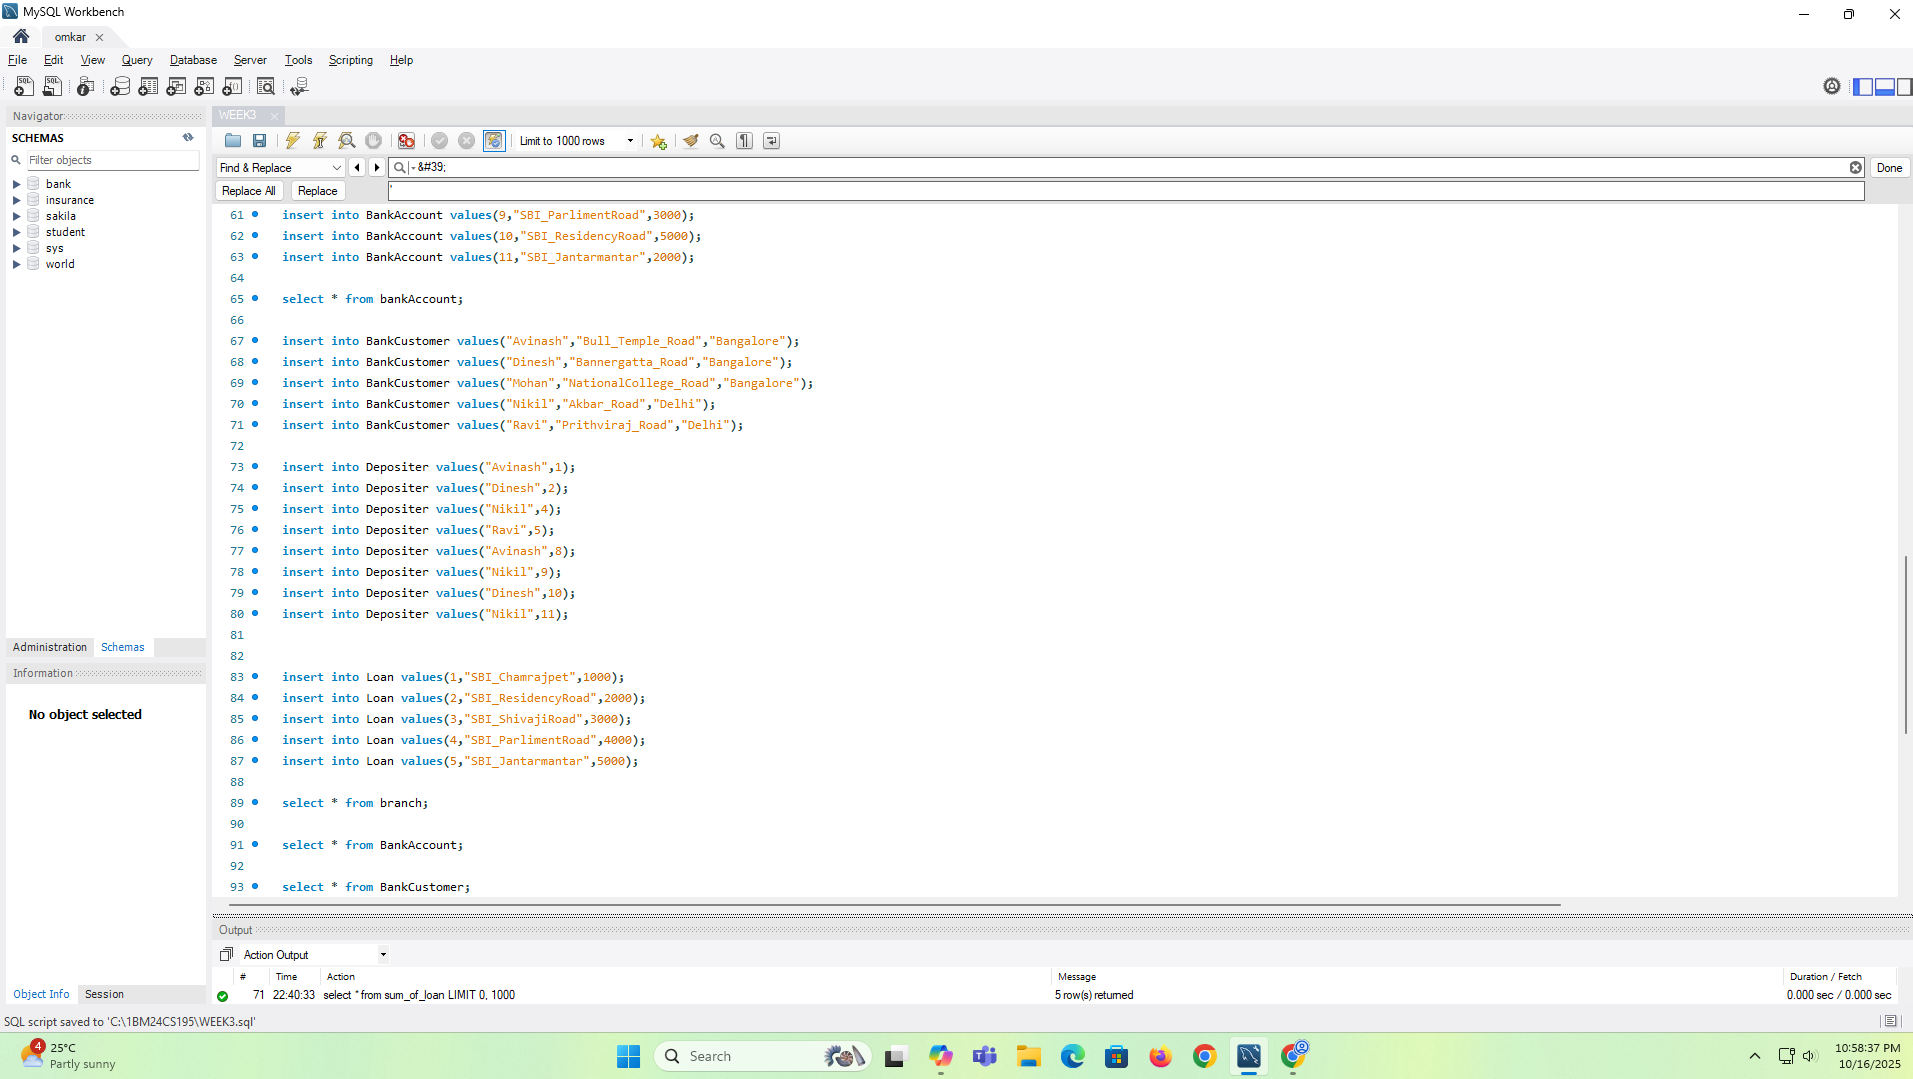 MySQL Workbench
omkar
File Edit View Query Database Server Tools Scripting Help
Navigator
SCHEMAS
Filter objects
bank
insurance
sakila
student
sys
world
Administration Schemas
Information
No object selected
Object Info Session
WEEK3
Limit to 1000 rows
Find & Replace &#39; Done
Replace All Replace '
61 insert into BankAccount values(9,"SBI_ParlimentRoad",3000);
62 insert into BankAccount values(10,"SBI_ResidencyRoad",5000);
63 insert into BankAccount values(11,"SBI_Jantarmantar",2000);
64
65 select * from bankAccount;
66
67 insert into BankCustomer values("Avinash","Bull_Temple_Road","Bangalore");
68 insert into BankCustomer values("Dinesh","Bannergatta_Road","Bangalore");
69 insert into BankCustomer values("Mohan","NationalCollege_Road","Bangalore");
70 insert into BankCustomer values("Nikil","Akbar_Road","Delhi");
71 insert into BankCustomer values("Ravi","Prithviraj_Road","Delhi");
72
73 insert into Depositer values("Avinash",1);
74 insert into Depositer values("Dinesh",2);
75 insert into Depositer values("Nikil",4);
76 insert into Depositer values("Ravi",5);
77 insert into Depositer values("Avinash",8);
78 insert into Depositer values("Nikil",9);
79 insert into Depositer values("Dinesh",10);
80 insert into Depositer values("Nikil",11);
81
82
83 insert into Loan values(1,"SBI_Chamrajpet",1000);
84 insert into Loan values(2,"SBI_ResidencyRoad",2000);
85 insert into Loan values(3,"SBI_ShivajiRoad",3000);
86 insert into Loan values(4,"SBI_ParlimentRoad",4000);
87 insert into Loan values(5,"SBI_Jantarmantar",5000);
88
89 select * from branch;
90
91 select * from BankAccount;
92
93 select * from BankCustomer;
Output
Action Output
# Time Action Message Duration / Fetch
71 22:40:33 select * from sum_of_loan LIMIT 0, 1000 5 row(s) returned 0.000 sec / 0.000 sec
SQL script saved to 'C:\1BM24CS195\WEEK3.sql'
4
25°C
Partly sunny
Search
10:58:37 PM
10/16/2025